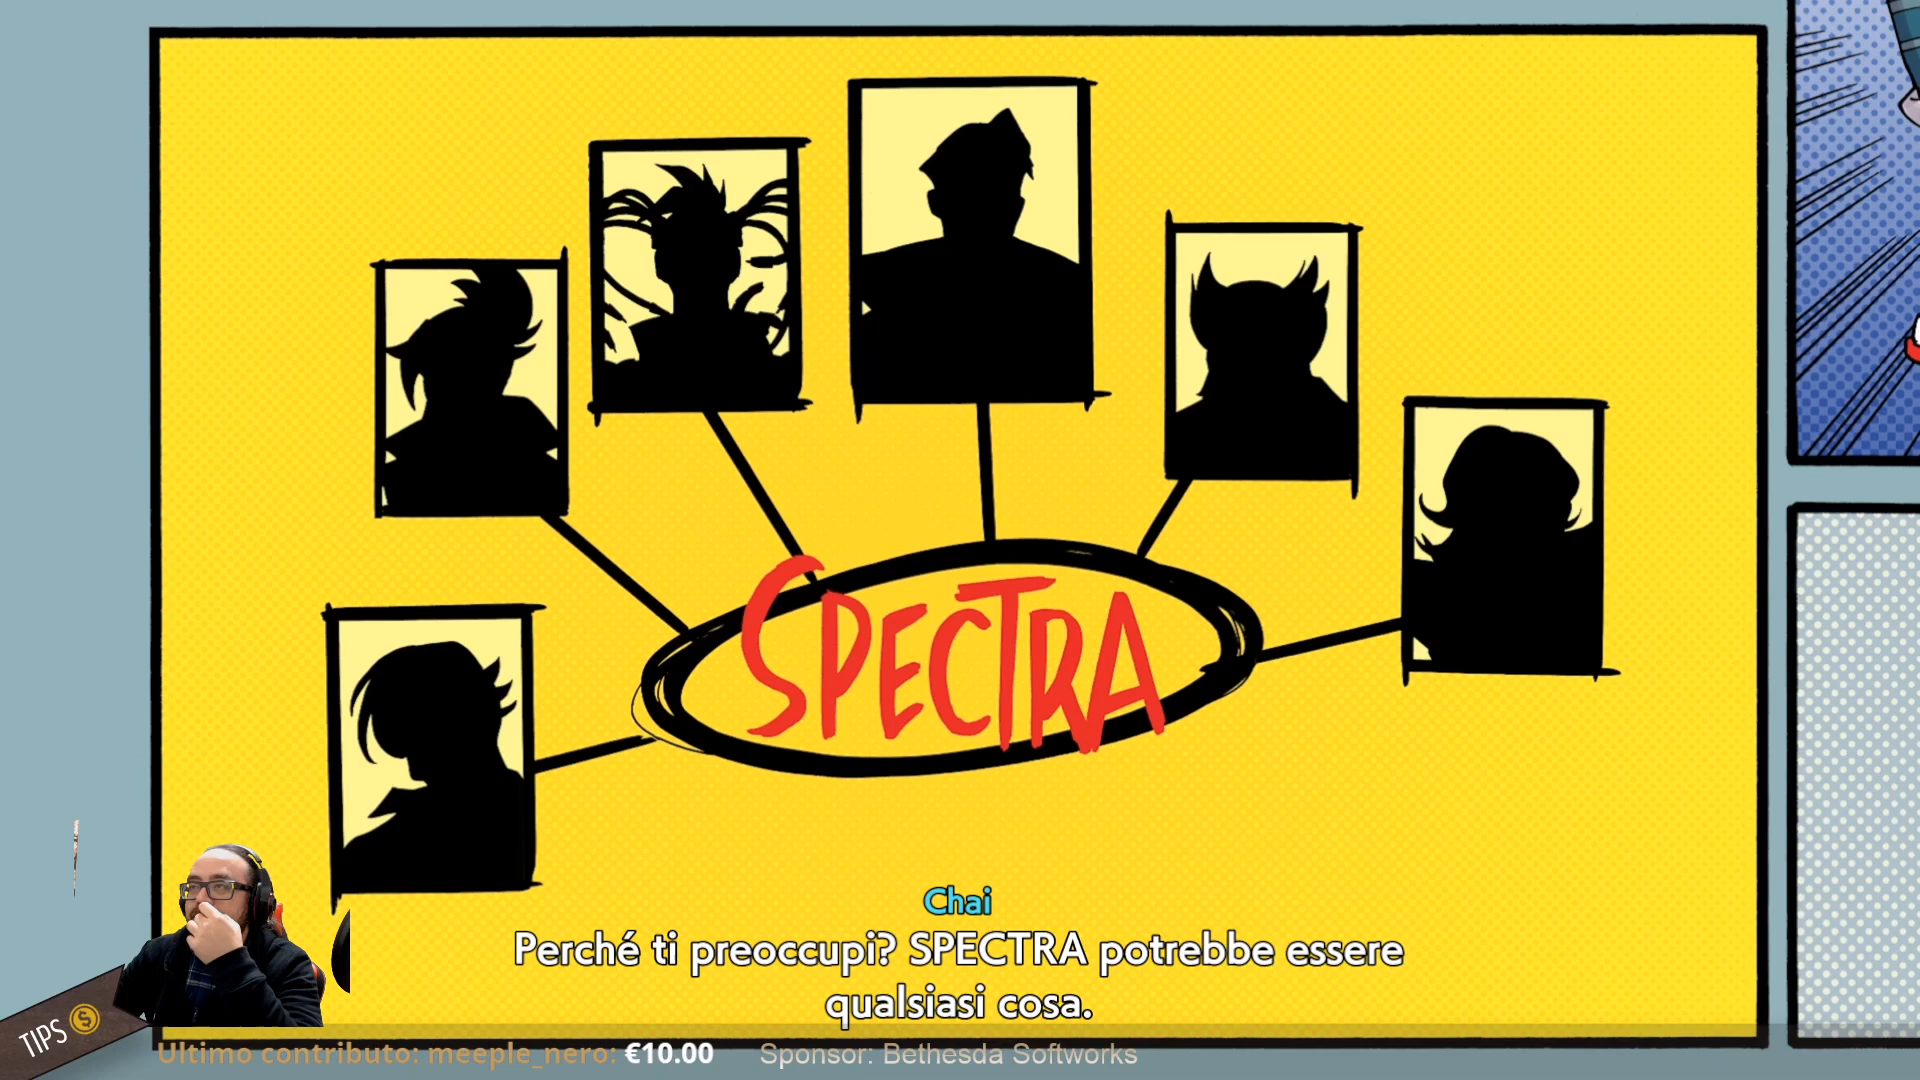 SPECTRA
Chai
Perché ti preoccupi? SPECTRA potrebbe essere
qualsiasi cosa.
TIPS
Ultimo contributo: meeple_nero: €10.00 Sponsor: Bethesda Softworks